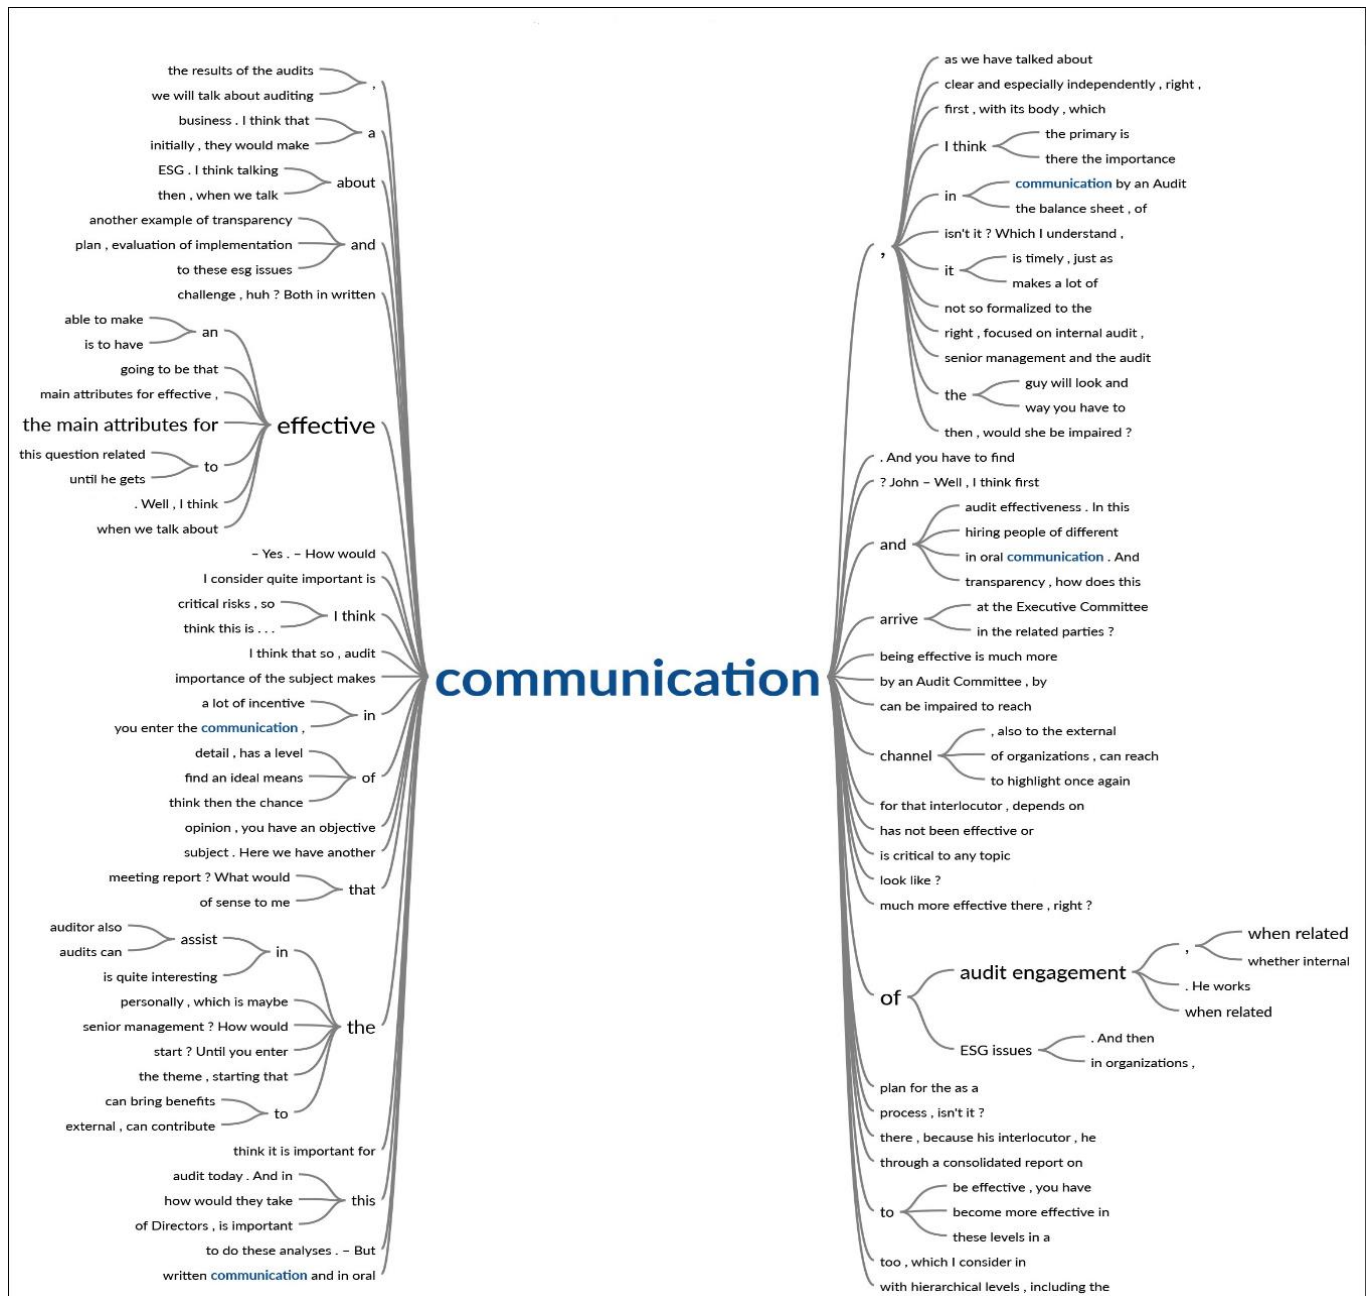 the results of the audits
we will talk about auditing
,
business . I think that
initially , they would make
a
ESG . I think talking
then , when we talk
about
another example of transparency
plan , evaluation of implementation
to these esg issues
and
challenge , huh ? Both in written
able to make
is to have
an
going to be that
main attributes for effective ,
the main attributes for
this question related
until he gets
to
. Well , I think
when we talk about
effective
– Yes . – How would
I consider quite important is
critical risks , so
think this is . . .
I think
I think that so , audit
importance of the subject makes
a lot of incentive
you enter the communication ,
in
detail , has a level
find an ideal means
think then the chance
of
opinion , you have an objective
subject . Here we have another
meeting report ? What would
of sense to me
that
auditor also
audits can
assist
is quite interesting
in
personally , which is maybe
senior management ? How would
start ? Until you enter
the theme , starting that
can bring benefits
external , can contribute
to
the
think it is important for
audit today . And in
how would they take
of Directors , is important
this
to do these analyses . – But
written communication and in oral
communication
,
as we have talked about
clear and especially independently , right ,
first , with its body , which
I think
the primary is
there the importance
in
communication by an Audit
the balance sheet , of
isn't it ? Which I understand ,
it
is timely , just as
makes a lot of
not so formalized to the
right , focused on internal audit ,
senior management and the audit
the
guy will look and
way you have to
then , would she be impaired ?
. And you have to find
? John – Well , I think first
and
audit effectiveness . In this
hiring people of different
in oral communication . And
transparency , how does this
arrive
at the Executive Committee
in the related parties ?
being effective is much more
by an Audit Committee , by
can be impaired to reach
channel
, also to the external
of organizations , can reach
to highlight once again
for that interlocutor , depends on
has not been effective or
is critical to any topic
look like ?
much more effective there , right ?
of
audit engagement
,
when related
whether internal
. He works
when related
ESG issues
. And then
in organizations ,
plan for the as a
process , isn't it ?
there , because his interlocutor , he
through a consolidated report on
to
be effective , you have
become more effective in
these levels in a
too , which I consider in
with hierarchical levels , including the